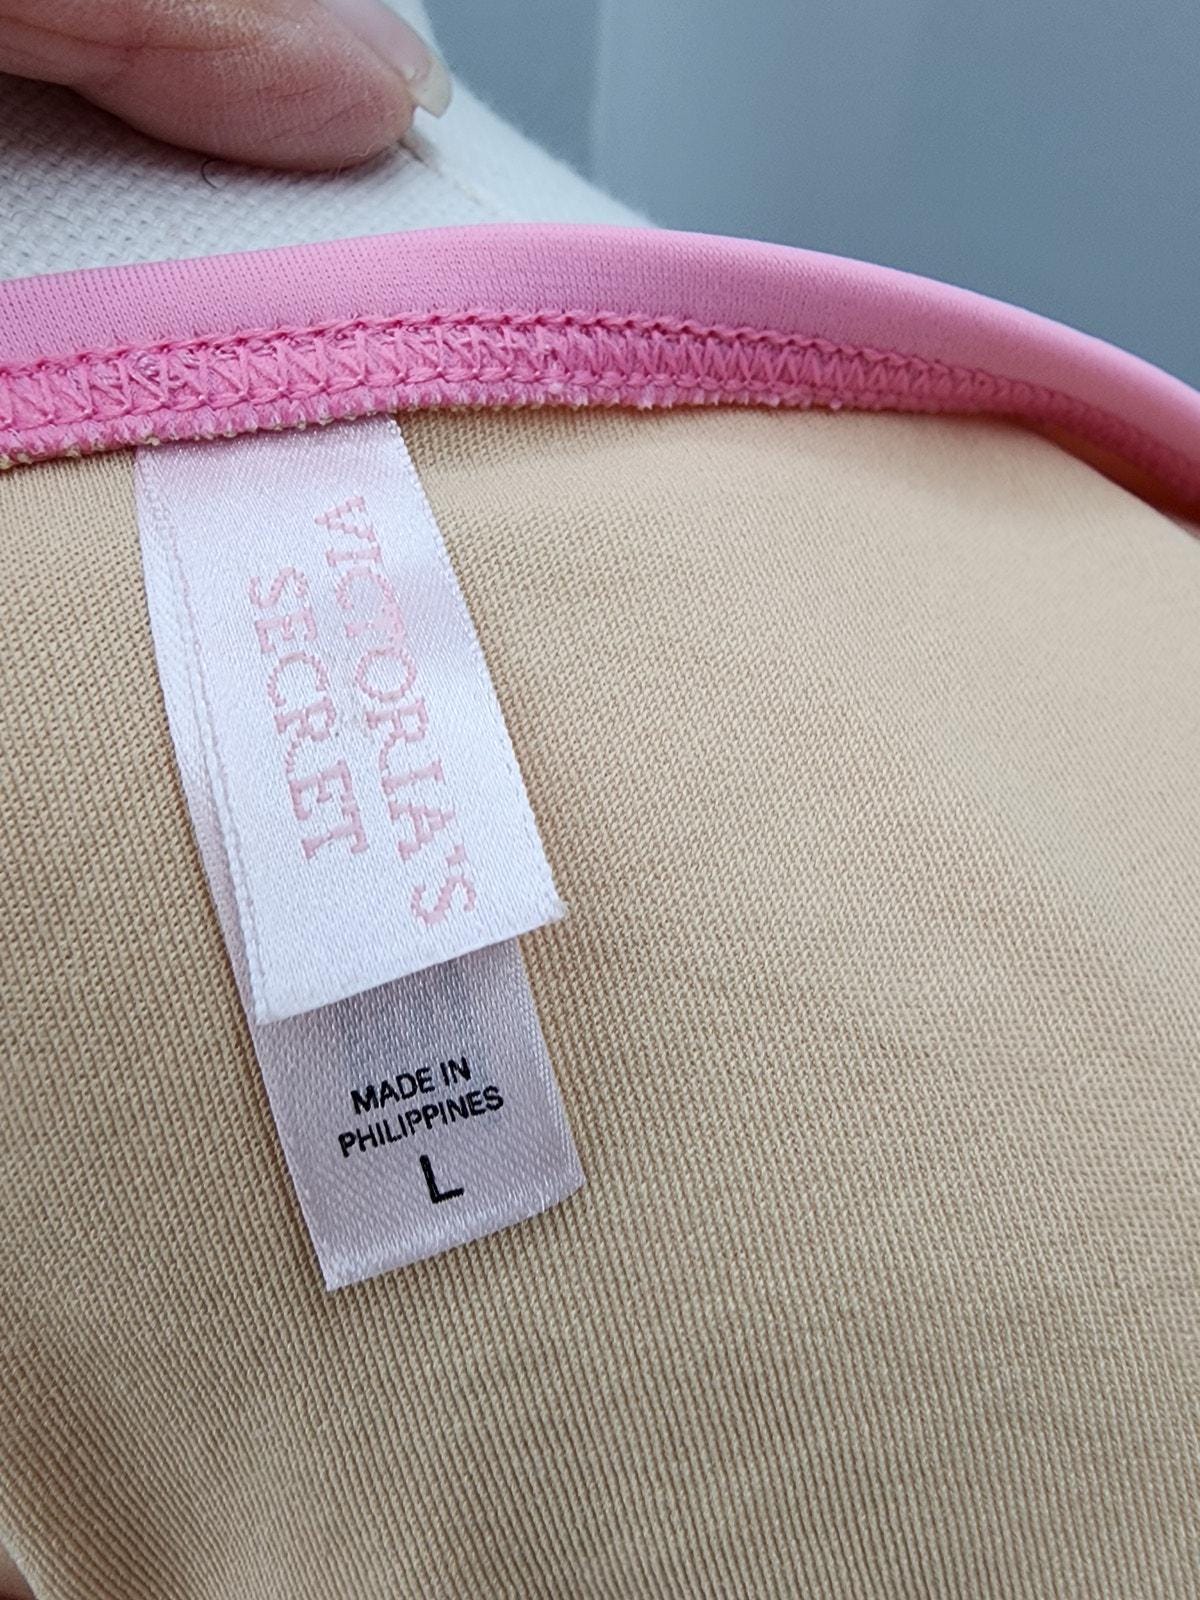 VICTORIA'S
SECRET
MADE IN
PHILIPPINES
L